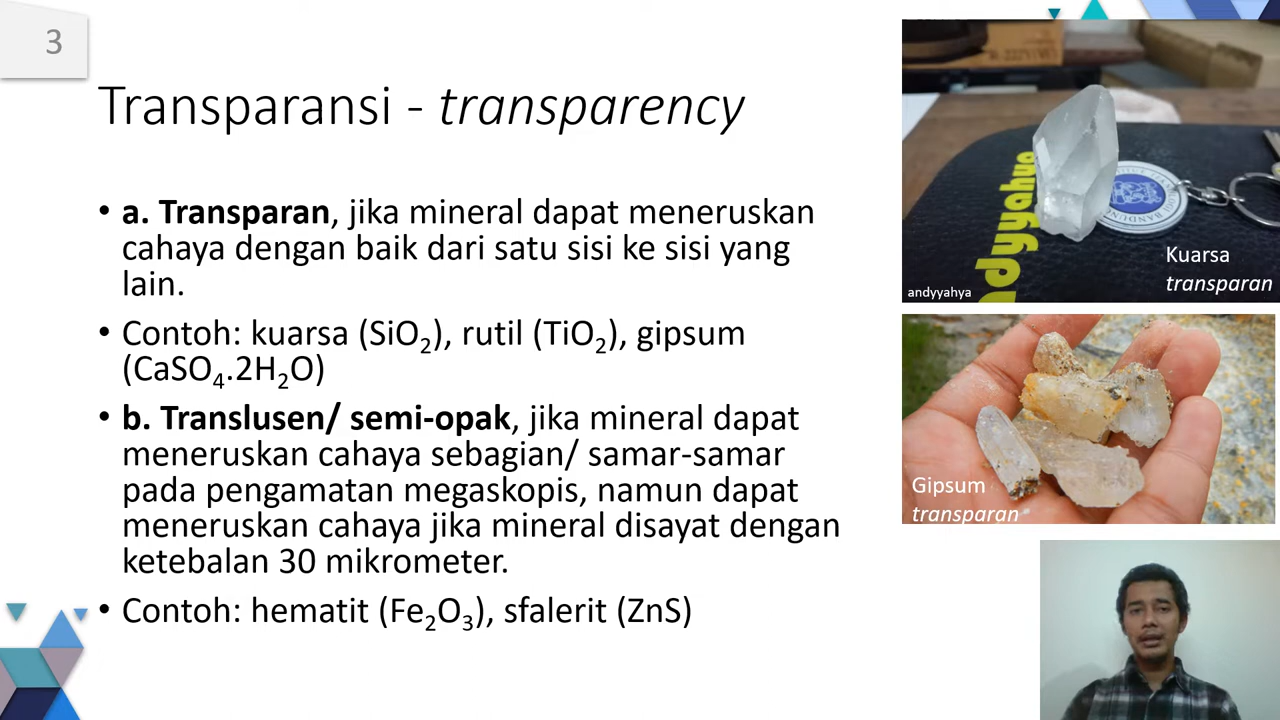 3
Transparansi - transparency
• a. Transparan, jika mineral dapat meneruskan
cahaya dengan baik dari satu sisi ke sisi yang
lain.
• Contoh: kuarsa (SiO₂), rutil (TiO₂), gipsum
(CaSO₄.2H₂O)
• b. Translusen/ semi-opak, jika mineral dapat
meneruskan cahaya sebagian/ samar-samar
pada pengamatan megaskopis, namun dapat
meneruskan cahaya jika mineral disayat dengan
ketebalan 30 mikrometer.
• Contoh: hematit (Fe₂O₃), sfalerit (ZnS)
andyyahuo
Kuarsa
transparan
andyyahya
Gipsum
transparan